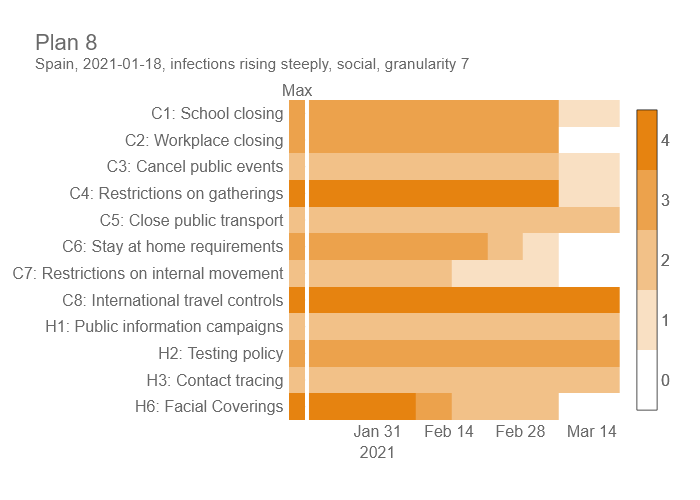 Plan 8
Spain, 2021-01-18, infections rising steeply, social, granularity 7
Max
C1: School closing
C2: Workplace closing
C3: Cancel public events
C4: Restrictions on gatherings
C5: Close public transport
C6: Stay at home requirements
C7: Restrictions on internal movement
C8: International travel controls
H1: Public information campaigns
H2: Testing policy
H3: Contact tracing
H6: Facial Coverings
Jan 31 Feb 14 Feb 28 Mar 14
2021
4
3
2
1
0